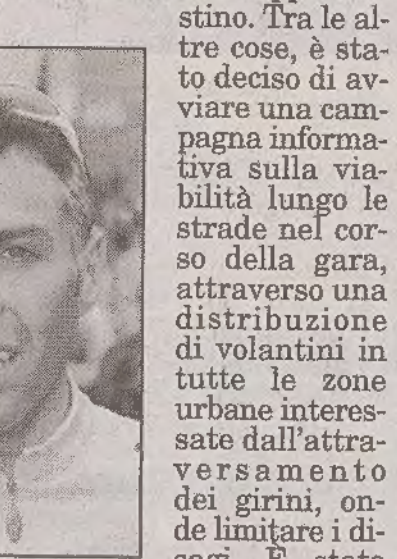 stino. Tra le al-
tre cose, è sta-
to deciso di av-
viare una cam-
pagna informa-
tiva sulla via-
bilità lungo le
strade nel cor-
so della gara,
attraverso una
distribuzione
di volantini in
tutte le zone
urbane interes-
sate dall'attra-
versamento
dei girini, on-
de limitare i di-